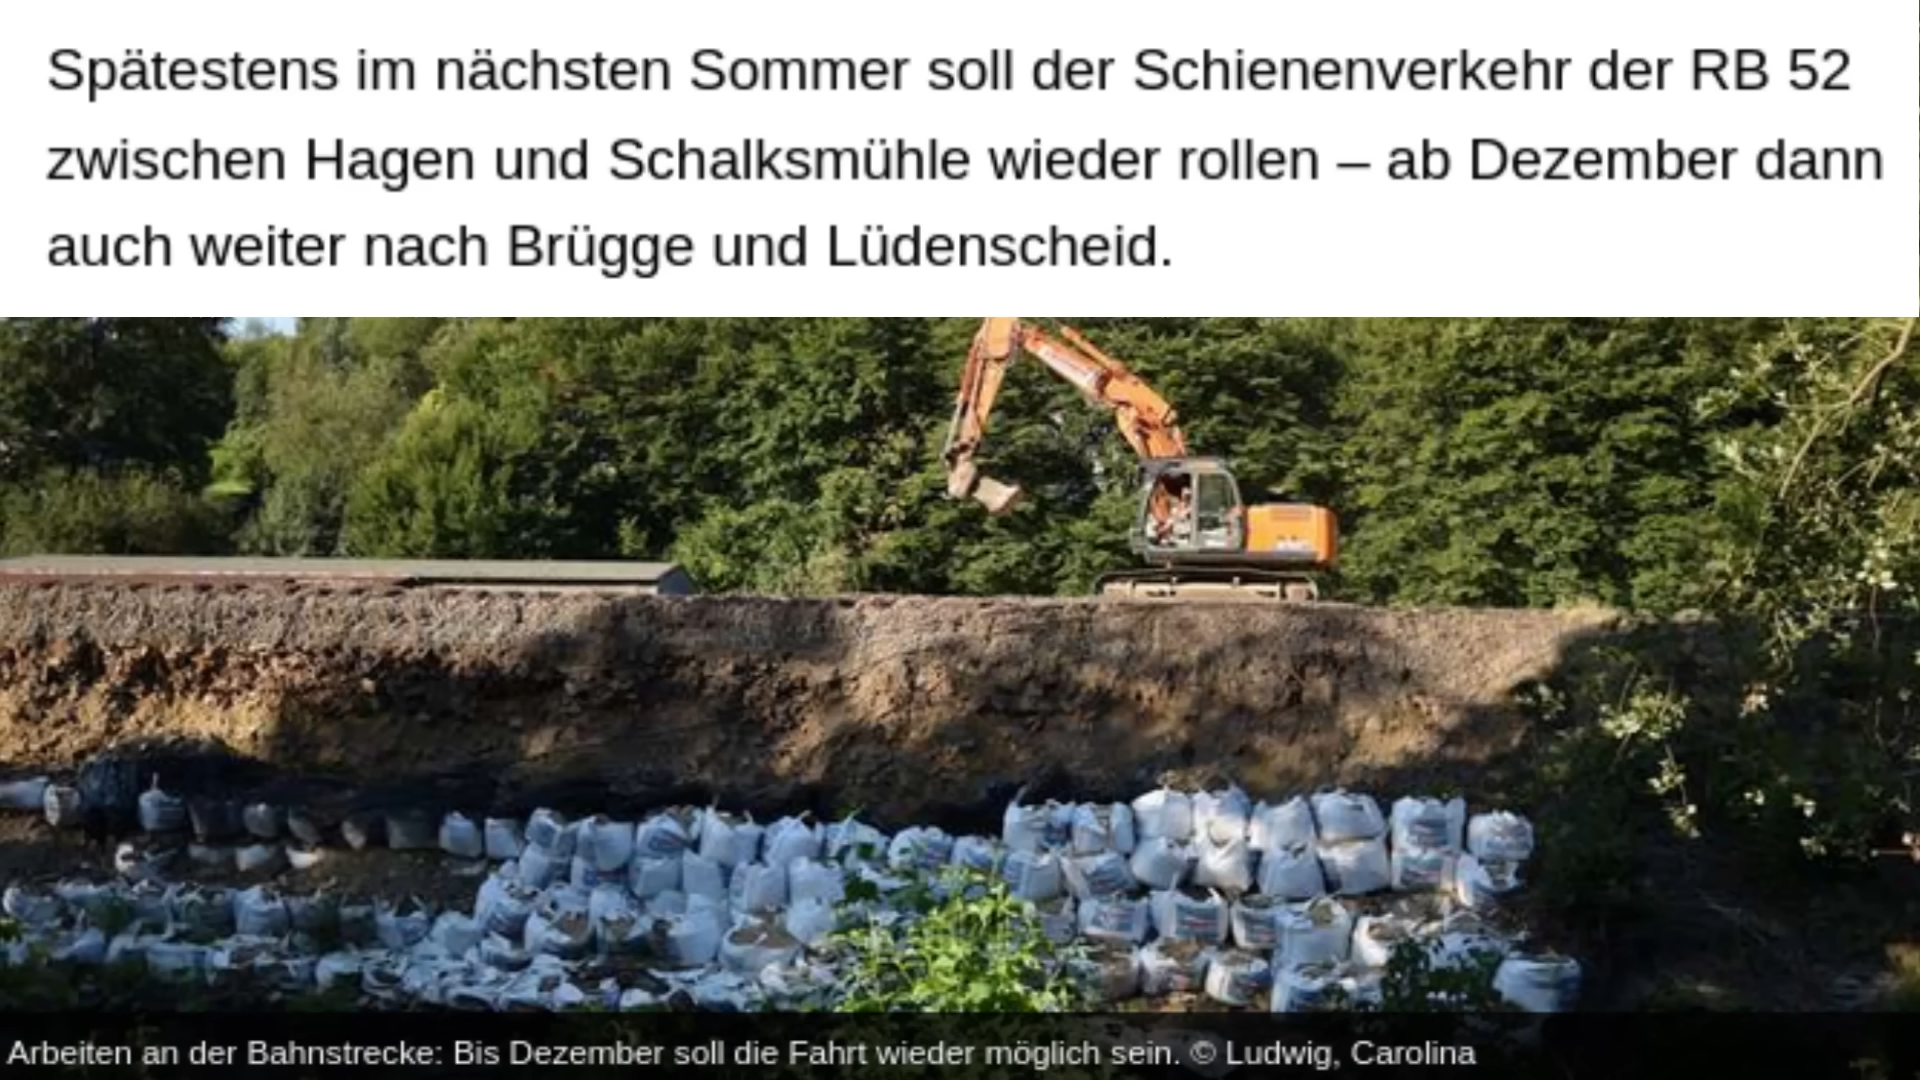 Spätestens im nächsten Sommer soll der Schienenverkehr der RB 52
zwischen Hagen und Schalksmühle wieder rollen – ab Dezember dann
auch weiter nach Brügge und Lüdenscheid.
Arbeiten an der Bahnstrecke: Bis Dezember soll die Fahrt wieder möglich sein. © Ludwig, Carolina